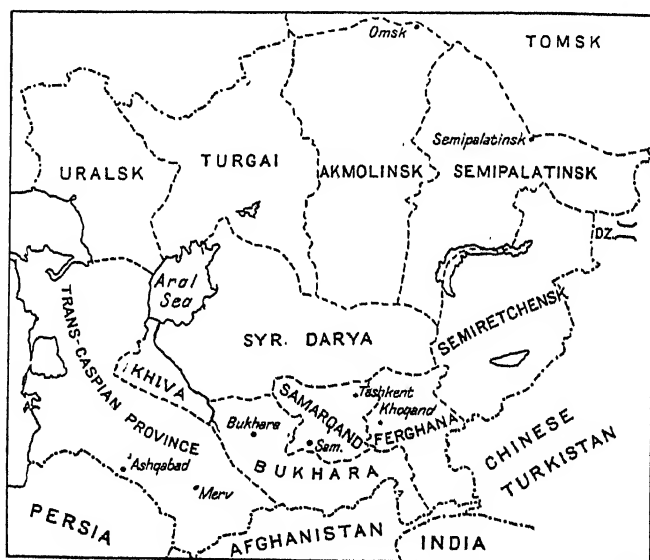 Omsk
TOMSK
Semipalatinsk
URALSK
TURGAI
AKMOLINSK
SEMIPALATINSK
DZ.
Aral
Sea
TRANS-CASPIAN PROVINCE
SYR. DARYA
SEMIRETCHENSK
KHIVA
SAMARQAND
Tashkent
Khoqand
Bukhara
Sam.
FERGHANA
BUKHARA
CHINESE
TURKISTAN
Ashqabad
Merv
PERSIA
AFGHANISTAN
INDIA